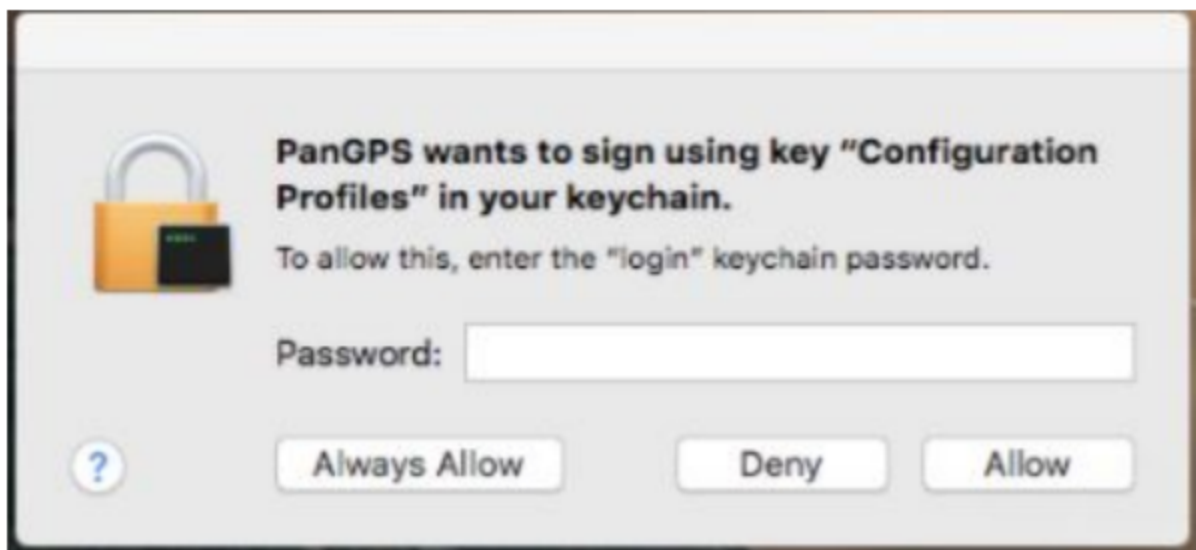 PanGPS wants to sign using key “Configuration
Profiles” in your keychain.
To allow this, enter the “login” keychain password.
Password:
?
Always Allow
Deny
Allow